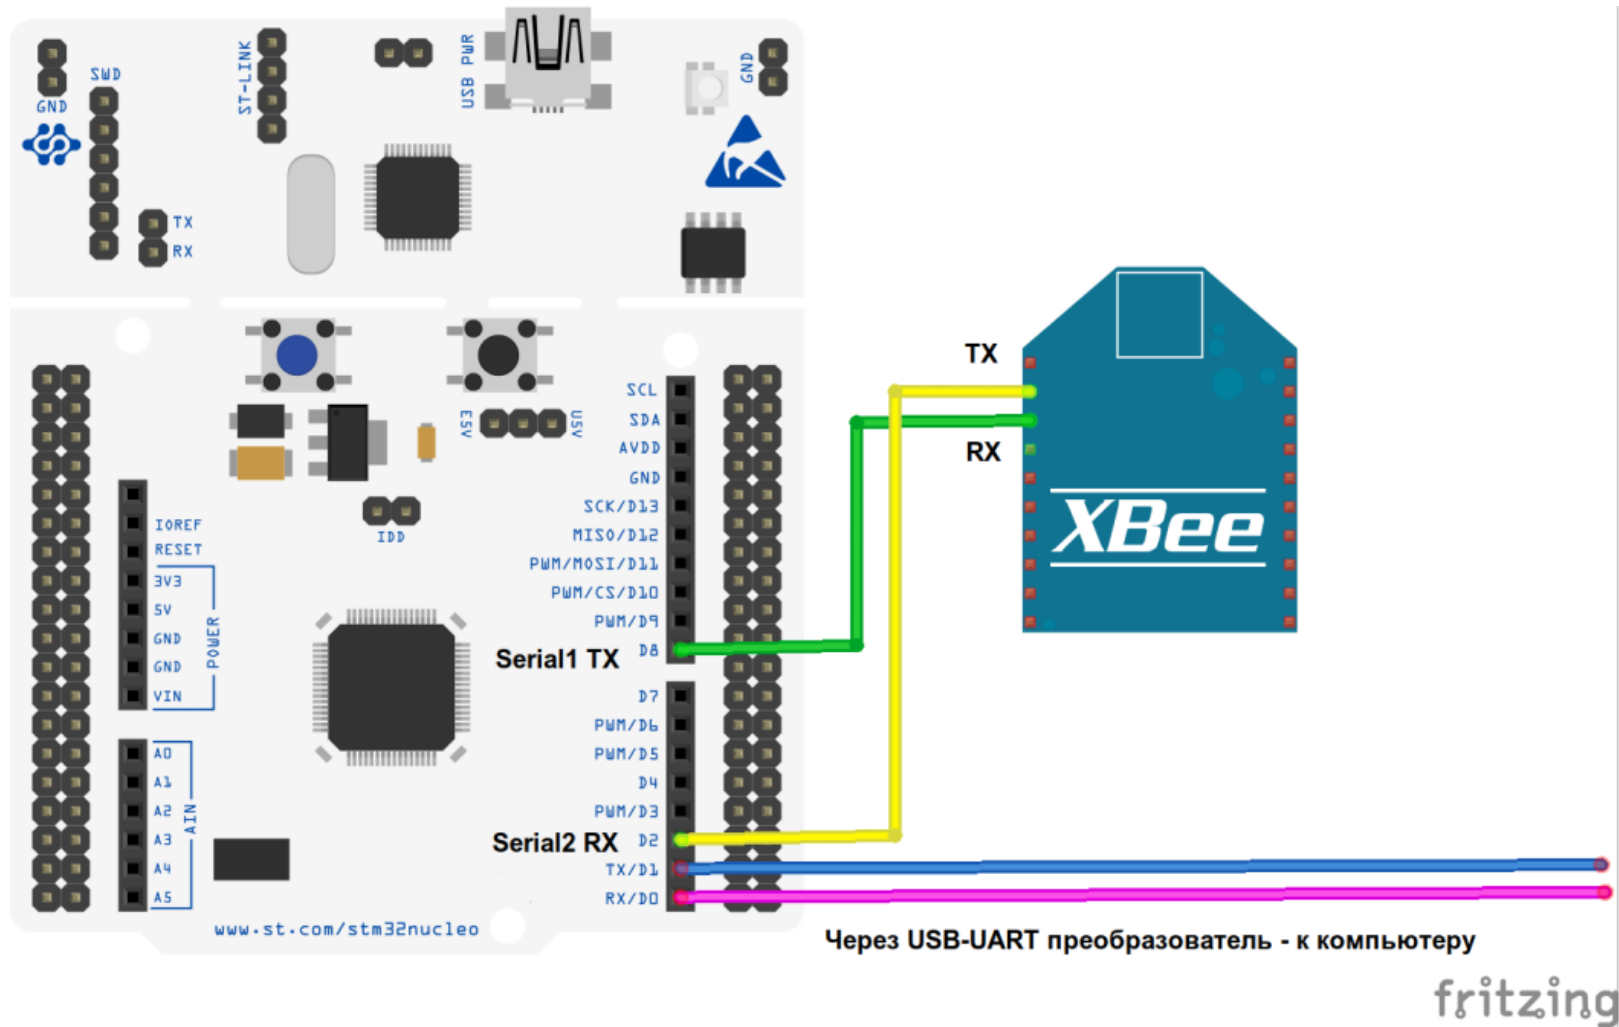 SWD
GND
ST-LINK
USB PWR
GND
TX
RX
E5V
U5V
IDD
IOREF
RESET
3V3
5V
GND
GND
VIN
POWER
A0
A1
A2
A3
A4
A5
AIN
SCL
SDA
AVDD
GND
SCK/D13
MISO/D12
PWM/MOSI/D11
PWM/CS/D10
PWM/D9
Serial1 TX D8
D7
PWM/D6
PWM/D5
D4
PWM/D3
Serial2 RX D2
TX/D1
RX/D0
www.st.com/stm32nucleo
TX
RX
XBee
Через USB-UART преобразователь - к компьютеру
fritzing